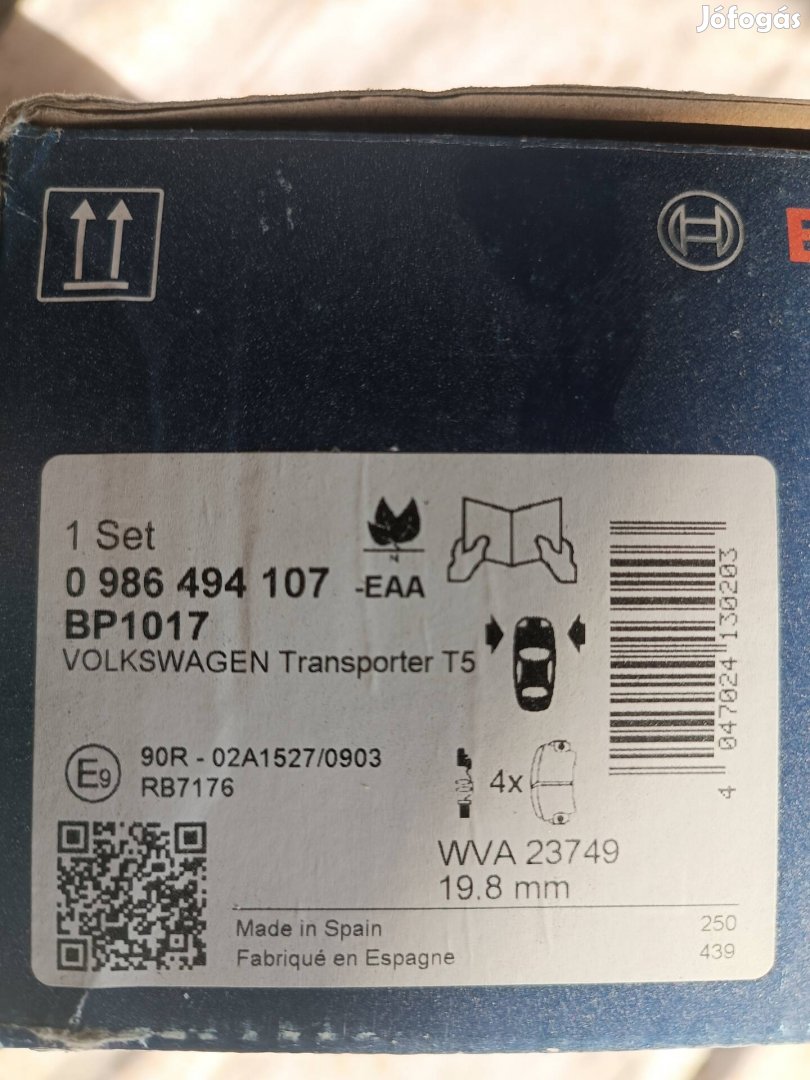 Jófogás
1 Set
0 986 494 107 -EAA
BP1017
VOLKSWAGEN Transporter T5
E9
90R - 02A1527/0903
RB7176
4x
WVA 23749
19.8 mm
Made in Spain
Fabriqué en Espagne
250
439
4 047024 130203